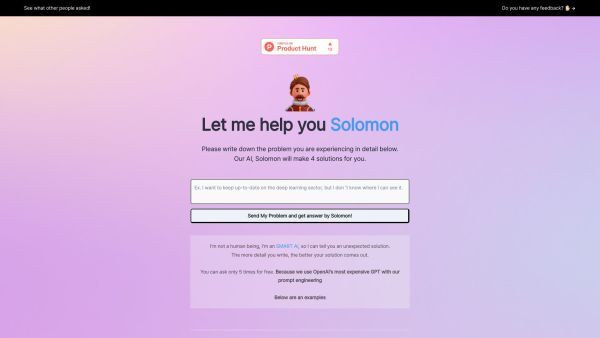 See what other people asked!
Do you have any feedback? 👋🏻 →
Product Hunt
Let me help you Solomon
Please write down the problem you are experiencing in detail below.
Our AI, Solomon will make 4 solutions for you.
Ex. I want to keep up-to-date on the deep learning sector, but I don't know where I can see it.
Send My Problem and get answer by Solomon!
I'm not a human being, I'm an SMART AI, so I can tell you an unexpected solution.
The more detail you write, the better your solution comes out.
You can ask only 5 times for free. Because we use OpenAI's most expensive GPT with our
prompt engineering
Below are an examples